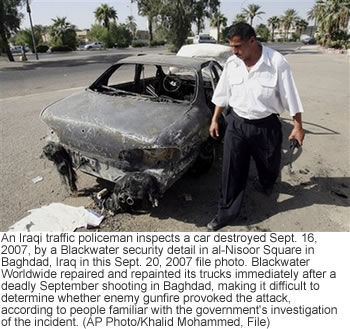 An Iraqi traffic policeman inspects a car destroyed Sept. 16,
2007, by a Blackwater security detail in al-Nisoor Square in
Baghdad, Iraq in this Sept. 20, 2007 file photo. Blackwater
Worldwide repaired and repainted its trucks immediately after a
deadly September shooting in Baghdad, making it difficult to
determine whether enemy gunfire provoked the attack,
according to people familiar with the government's investigation
of the incident. (AP Photo/Khalid Mohammed, File)